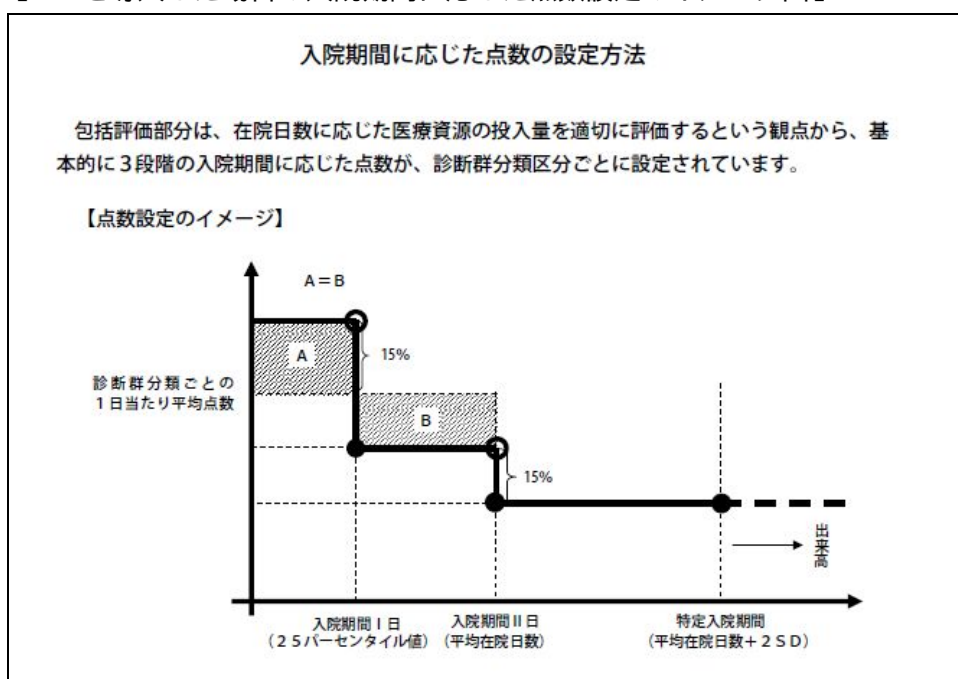 入院期間に応じた点数の設定方法
包括評価部分は、在院日数に応じた医療資源の投入量を適切に評価するという観点から、基
本的に3段階の入院期間に応じた点数が、診断群分類区分ごとに設定されています。
【点数設定のイメージ】
A=B
A
15%
診断群分類ごとの
1日当たり平均点数
B
15%
出来高
入院期間Ⅰ日
(25パーセンタイル値)
入院期間Ⅱ日
(平均在院日数)
特定入院期間
(平均在院日数+2SD)